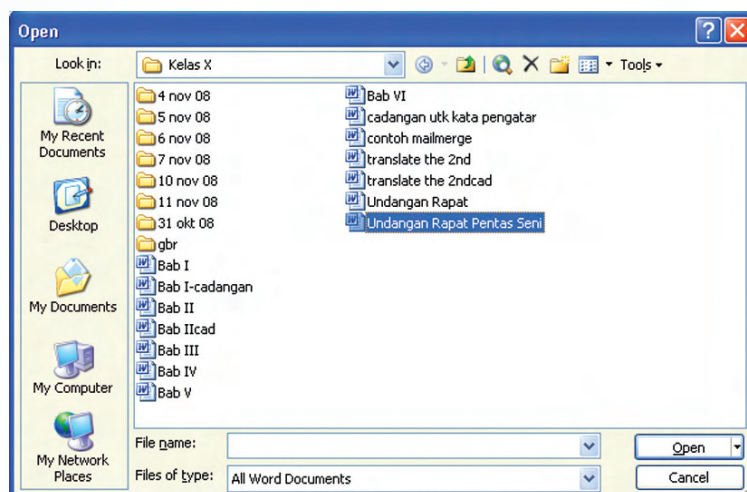 Open
Look in:
Kelas X
Tools
My Recent
Documents
Desktop
My Documents
My Computer
My Network
Places
4 nov 08
5 nov 08
6 nov 08
7 nov 08
10 nov 08
11 nov 08
31 okt 08
gbr
Bab I
Bab I-cadangan
Bab II
Bab IIcad
Bab III
Bab IV
Bab V
Bab VI
cadangan utk kata pengatar
contoh mailmerge
translate the 2nd
translate the 2ndcad
Undangan Rapat
Undangan Rapat Pentas Seni
File name:
Open
Files of type:
All Word Documents
Cancel